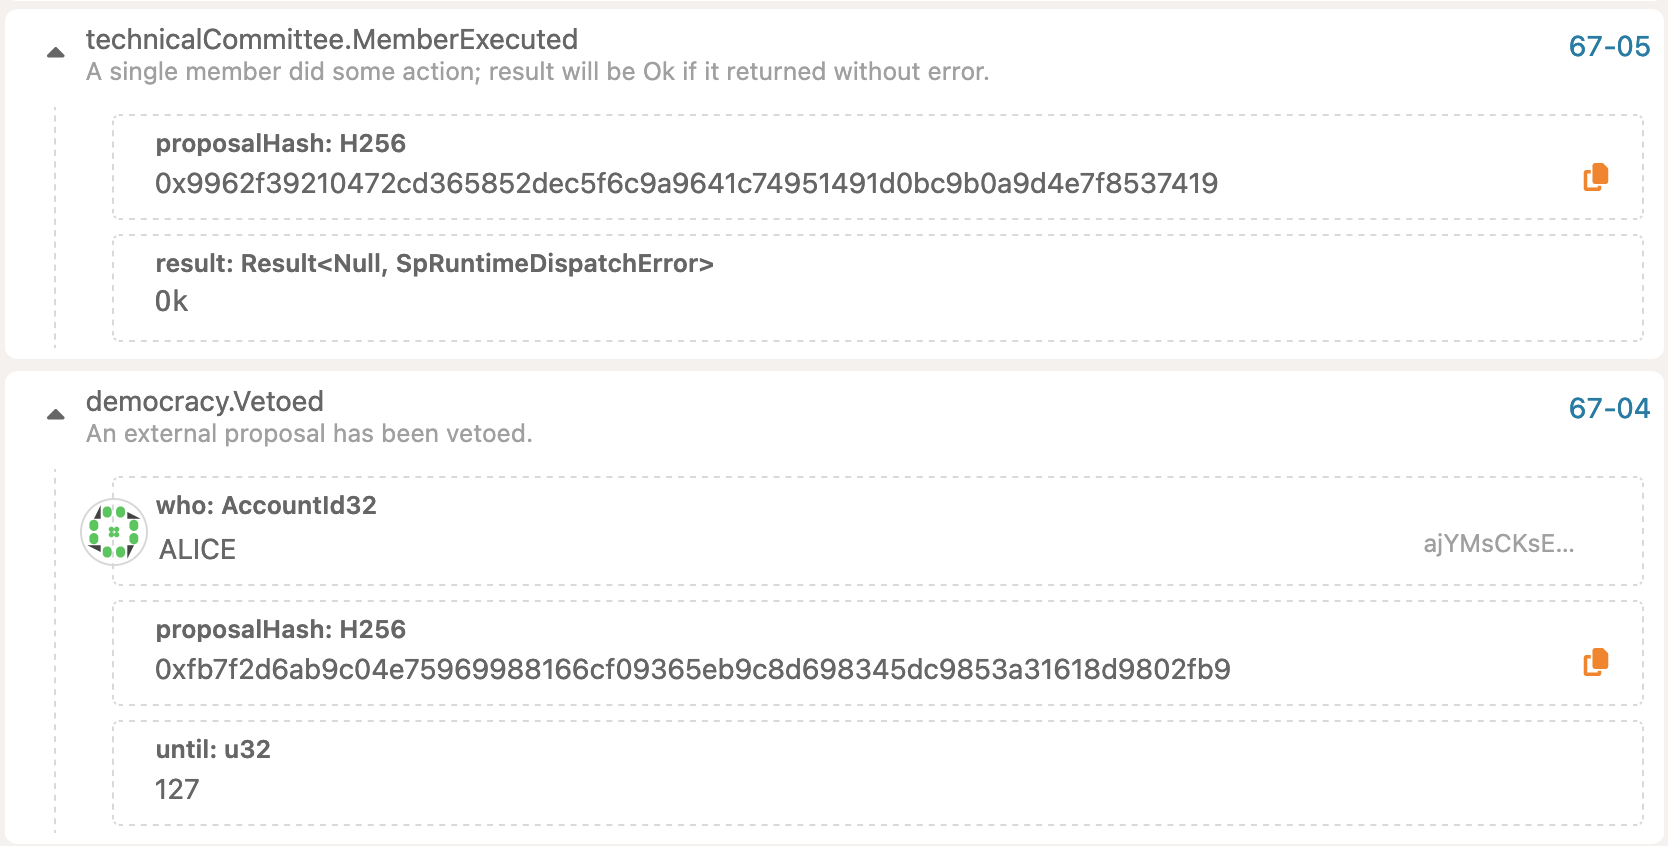 technicalCommittee.MemberExecuted
67-05
A single member did some action; result will be Ok if it returned without error.
proposalHash: H256
0x9962f39210472cd365852dec5f6c9a9641c74951491d0bc9b0a9d4e7f8537419
result: Result<Null, SpRuntimeDispatchError>
Ok
democracy.Vetoed
67-04
An external proposal has been vetoed.
who: AccountId32
ALICE
ajYMsCKsE...
proposalHash: H256
0xfb7f2d6ab9c04e75969988166cf09365eb9c8d698345dc9853a31618d9802fb9
until: u32
127